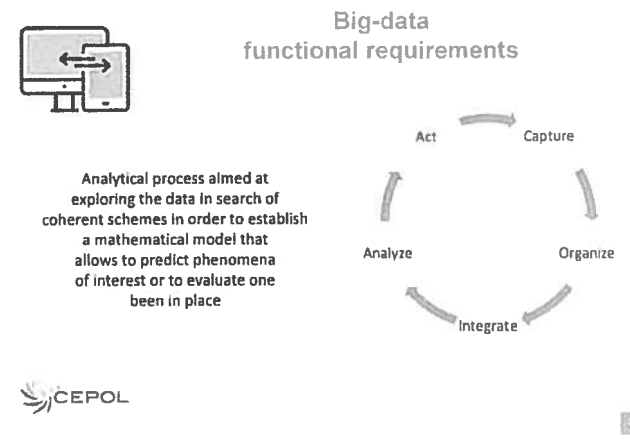 Big-data
functional requirements
Act
Capture
Analytical process aimed at
exploring the data in search of
coherent schemes in order to establish
a mathematical model that
allows to predict phenomena
of interest or to evaluate one
been in place
Analyze
Organize
Integrate
CEPOL